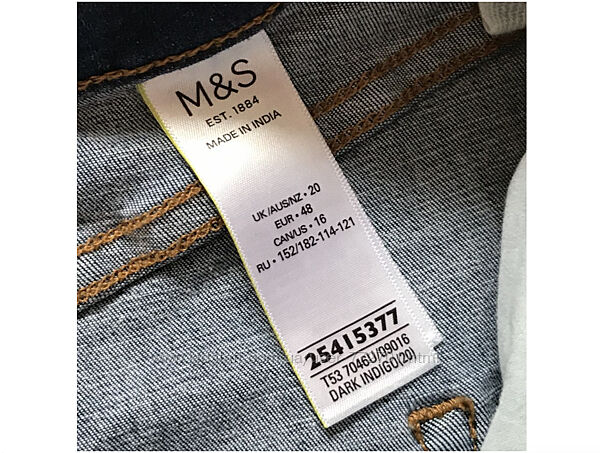 M&S
EST. 1884
MADE IN INDIA
UK/AUS/NZ • 20
EUR • 48
CAN/US • 16
RU • 152/182-114-121
25415377
T53 7046U/09016
DARK INDIGO(20)